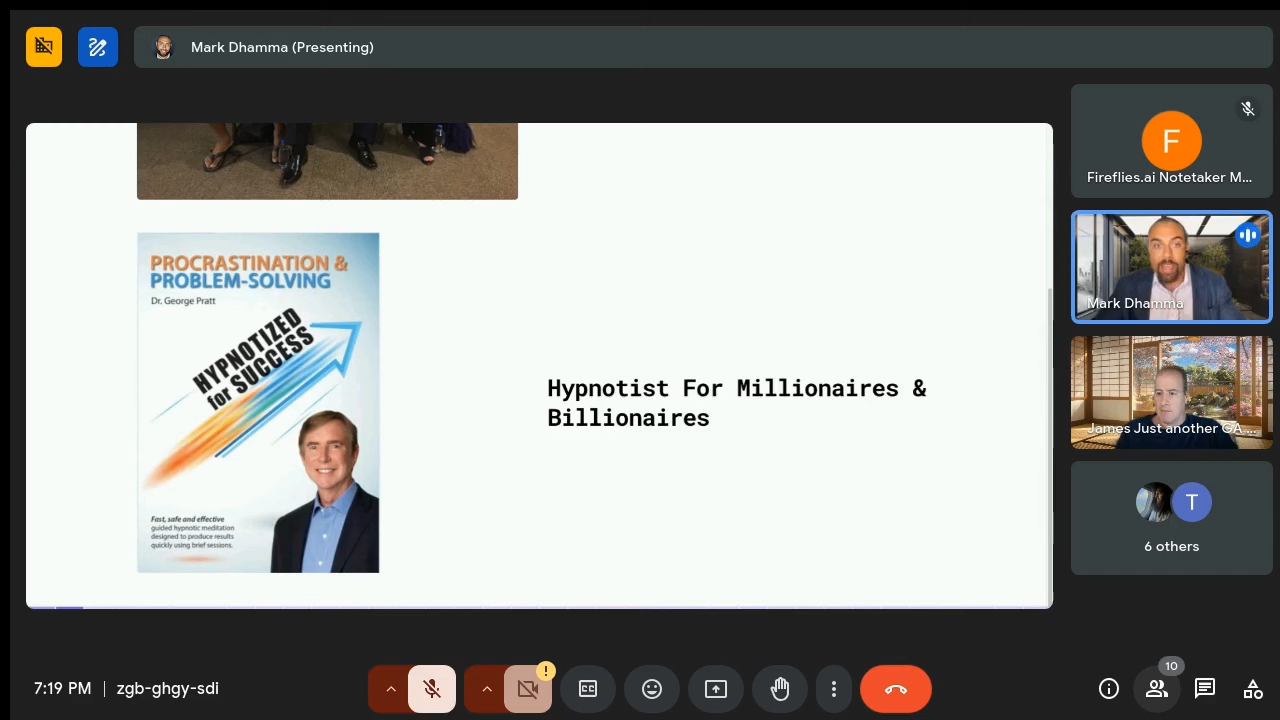 Mark Dhamma (Presenting)
F
Fireflies.ai Notetaker M...
Mark Dhamma
James Just another GA...
T
6 others
PROCRASTINATION &
PROBLEM-SOLVING
Dr. George Pratt
HYPNOTIZED
for SUCCESS
Fast, safe and effective
guided hypnotic meditation
designed to produce results
quickly using brief sessions.
Hypnotist For Millionaires &
Billionaires
7:19 PM | zgb-ghgy-sdi
!
CC
10